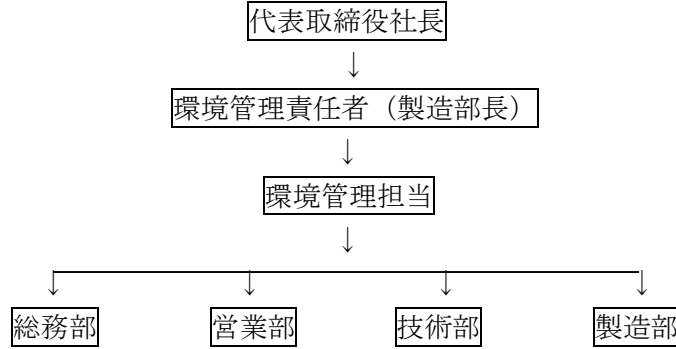 代表取締役社長
↓
環境管理責任者（製造部長）
↓
環境管理担当
↓
↓ ↓ ↓ ↓
総務部 営業部 技術部 製造部